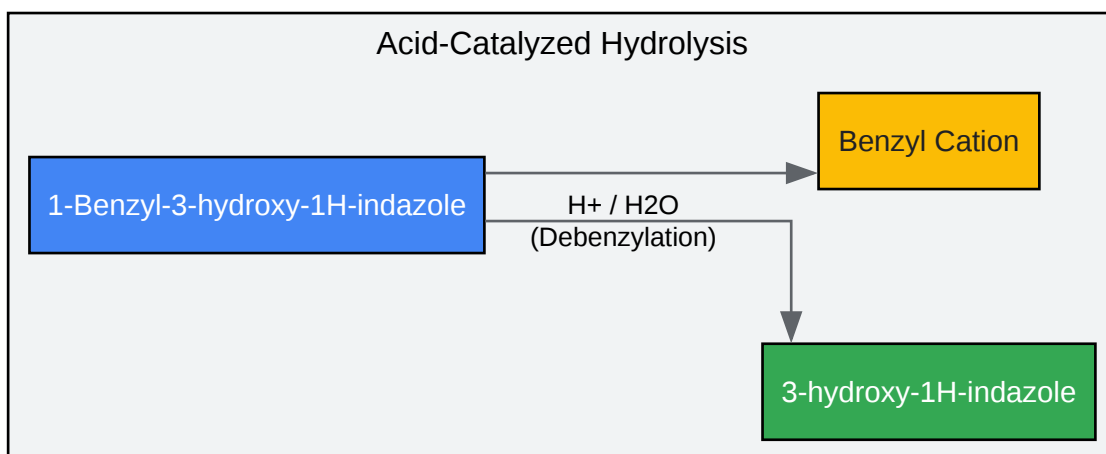 Acid-Catalyzed Hydrolysis
Benzyl Cation
1-Benzyl-3-hydroxy-1H-indazole
H+ / H2O
(Debenzylation)
3-hydroxy-1H-indazole